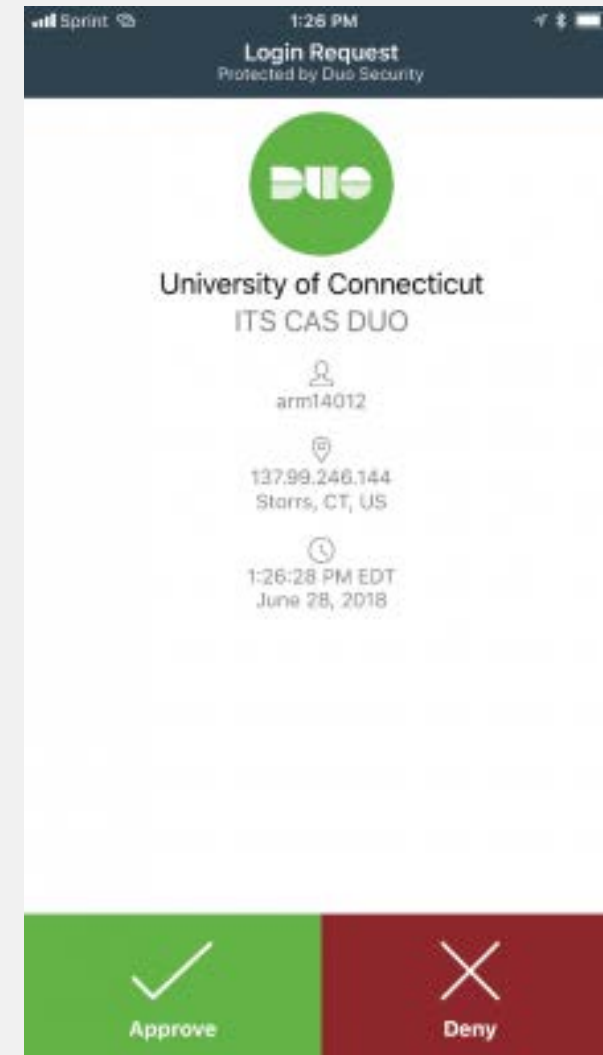 Sprint 1:26 PM
Login Request
Protected by Duo Security
DUO
University of Connecticut
ITS CAS DUO
arm14012
137.99.246.144
Storrs, CT, US
1:26:28 PM EDT
June 28, 2018
Approve Deny